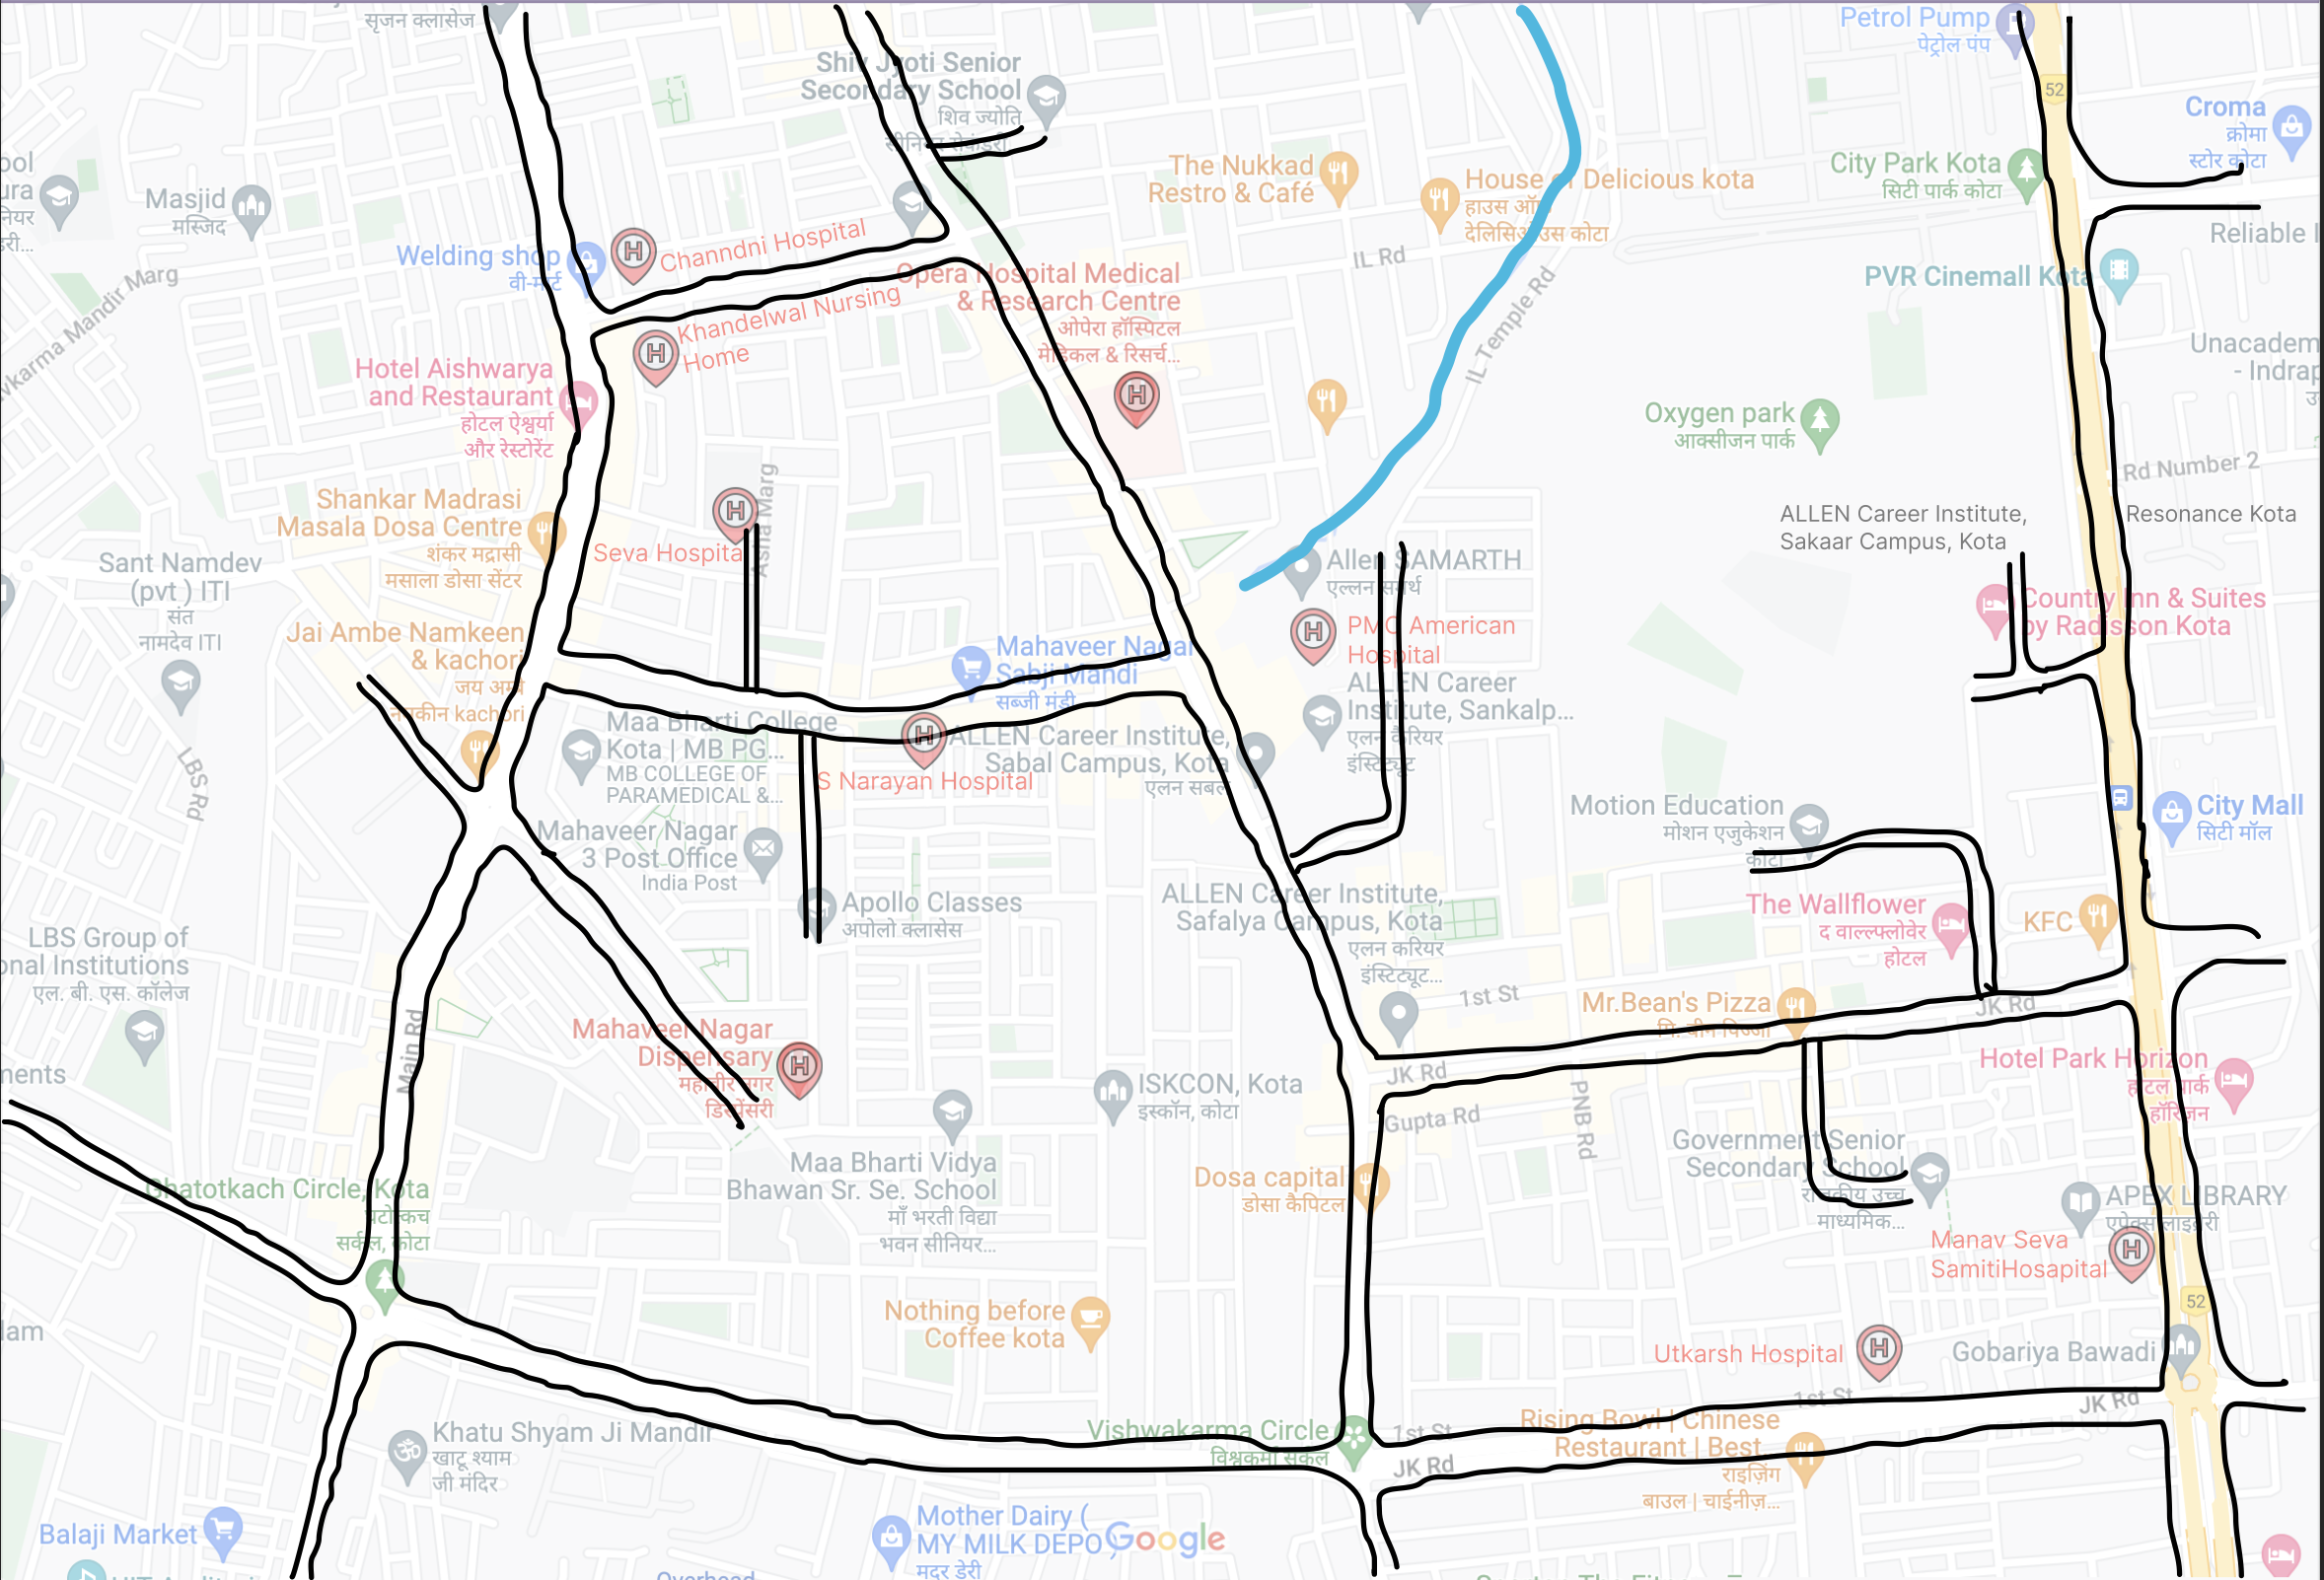 सृजन क्लासेज
Petrol Pump
पेट्रोल पंप
52
Shiv Jyoti Senior
Secondary School
शिव ज्योति
सीनियर सेकंडरी
Croma
क्रोमा
स्टोर कोटा
City Park Kota
सिटी पार्क कोटा
The Nukkad
Restro & Café
House of Delicious kota
हाउस ऑफ
देलिसिओउस कोटा
Masjid
मस्जिद
Channdni Hospital
Welding shop
वी-मार्ट
Reliable
IL Rd
PVR Cinemall Kota
Opera Hospital Medical
& Research Centre
ओपेरा हॉस्पिटल
मेडिकल & रिसर्च...
Khandelwal Nursing
Home
IL Temple Rd
vkarma Mandir Marg
Unacadem
- Indrap
Hotel Aishwarya
and Restaurant
होटल ऐश्वर्या
और रेस्टोरेंट
Oxygen park
आक्सीजन पार्क
Rd Number 2
Shankar Madrasi
Masala Dosa Centre
शंकर मद्रासी
मसाला डोसा सेंटर
Asha Marg
Seva Hospital
ALLEN Career Institute,
Sakaar Campus, Kota
Resonance Kota
Sant Namdev
(pvt ) ITI
संत
नामदेव ITI
Allen SAMARTH
एल्लन समर्थ
Country Inn & Suites
by Radisson Kota
PMC American
Hospital
Jai Ambe Namkeen
& kachori
जय अम्बे
नमकीन kachori
Mahaveer Nagar
Sabji Mandi
सब्जी मंडी
ALLEN Career
Institute, Sankalp...
एलन कैरियर
इंस्टिट्यूट
Maa Bharti College
Kota | MB PG...
MB COLLEGE OF
PARAMEDICAL &...
ALLEN Career Institute,
Sabal Campus, Kota
एलन सबल
S Narayan Hospital
LBS Rd
Motion Education
मोशन एजुकेशन
कोटा
City Mall
सिटी मॉल
Mahaveer Nagar
3 Post Office
India Post
Apollo Classes
अपोलो क्लासेस
ALLEN Career Institute,
Safalya Campus, Kota
एलन करियर
इंस्टिट्यूट...
The Wallflower
द वाल्ल्फ्लोवेर
होटल
KFC
LBS Group of
onal Institutions
एल. बी. एस. कॉलेज
1st St
Mr.Bean's Pizza
मि. बीन पिज्जा
JK Rd
Main Rd
Mahaveer Nagar
Dispensary
महावीर नगर
डिस्पेंसरी
JK Rd
Gupta Rd
PNB Rd
ISKCON, Kota
इस्कॉन, कोटा
Hotel Park Horizon
होटल पार्क
हॉरिज़न
ments
Government Senior
Secondary School
राजकीय उच्च
माध्यमिक...
Maa Bharti Vidya
Bhawan Sr. Se. School
माँ भरती विद्या
भवन सीनियर...
Dosa capital
डोसा कैपिटल
Ghatotkach Circle, Kota
घटोत्कच
सर्कल, कोटा
APEX LIBRARY
एपेक्स लाइब्रेरी
Manav Seva
SamitiHosapital
52
Nothing before
Coffee kota
Utkarsh Hospital
Gobariya Bawadi
1st St
JK Rd
Khatu Shyam Ji Mandir
खाटू श्याम
जी मंदिर
Vishwakarma Circle
विश्वकर्मा सर्कल
1st St
JK Rd
Rising Bowl | Chinese
Restaurant | Best...
राइज़िंग
बाउल | चाईनीज़...
Balaji Market
Mother Dairy (
MY MILK DEPO )
मदर डेरी
Google